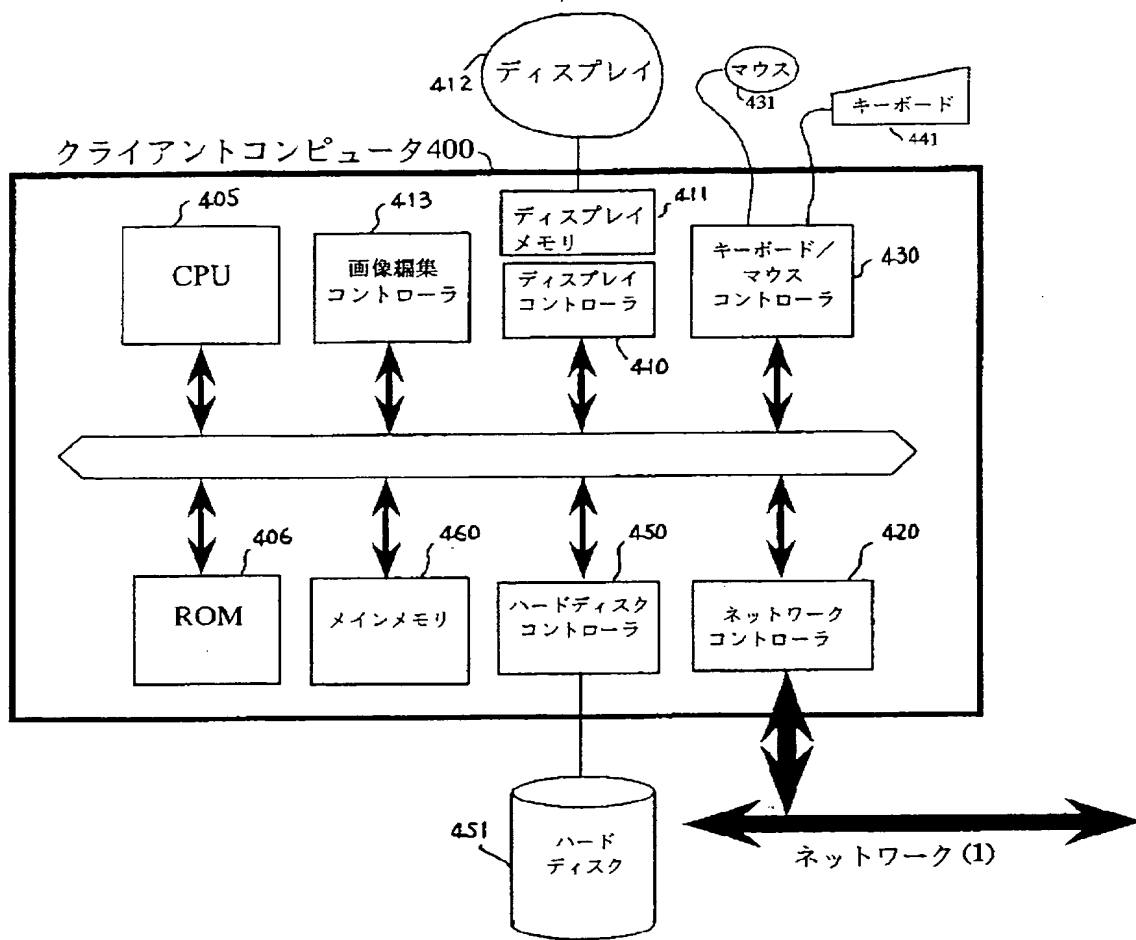 412
ディスプレイ
マウス
431
キーボード
441
クライアントコンピュータ400
405
CPU
413
画像編集
コントローラ
ディスプレイ
メモリ
411
ディスプレイ
コントローラ
410
キーボード/
マウス
コントローラ
430
406
ROM
460
メインメモリ
450
ハードディスク
コントローラ
420
ネットワーク
コントローラ
451
ハード
ディスク
ネットワーク(1)